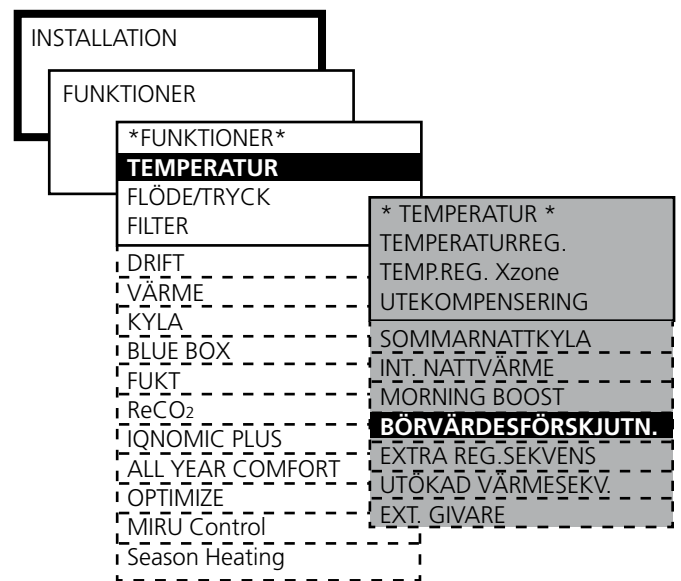 INSTALLATION
FUNKTIONER
*FUNKTIONER*
TEMPERATUR
FLÖDE/TRYCK
FILTER
DRIFT
VÄRME
KYLA
BLUE BOX
FUKT
ReCO2
IQNOMIC PLUS
ALL YEAR COMFORT
OPTIMIZE
MIRU Control
Season Heating
* TEMPERATUR *
TEMPERATURREG.
TEMP.REG. Xzone
UTEKOMPENSERING
SOMMARNATTKYLA
INT. NATTVÄRME
MORNING BOOST
BÖRVÄRDESFÖRSKJUTN.
EXTRA REG.SEKVENS
UTÖKAD VÄRMESEKV.
EXT. GIVARE